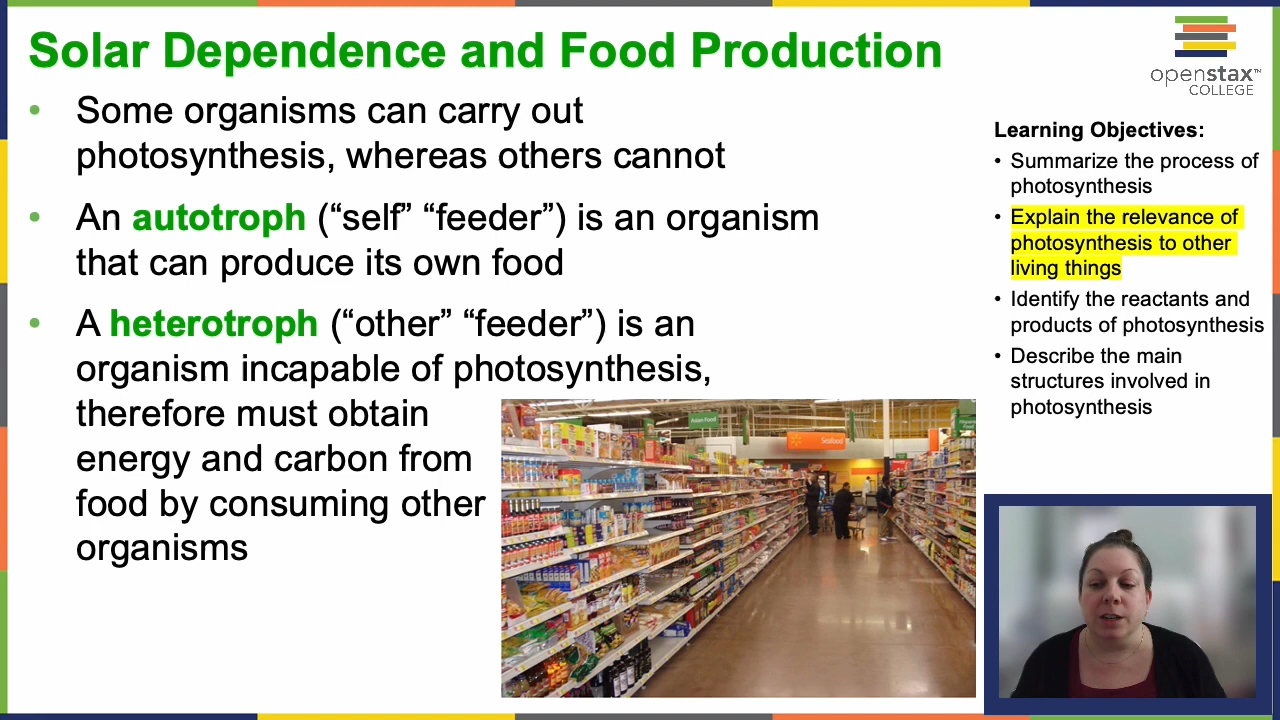 Solar Dependence and Food Production
• Some organisms can carry out
photosynthesis, whereas others cannot
• An autotroph (“self” “feeder”) is an organism
that can produce its own food
• A heterotroph (“other” “feeder”) is an
organism incapable of photosynthesis,
therefore must obtain
energy and carbon from
food by consuming other
organisms
openstax™
COLLEGE
Learning Objectives:
• Summarize the process of
photosynthesis
• Explain the relevance of
photosynthesis to other
living things
• Identify the reactants and
products of photosynthesis
• Describe the main
structures involved in
photosynthesis
Asian Food
Seafood